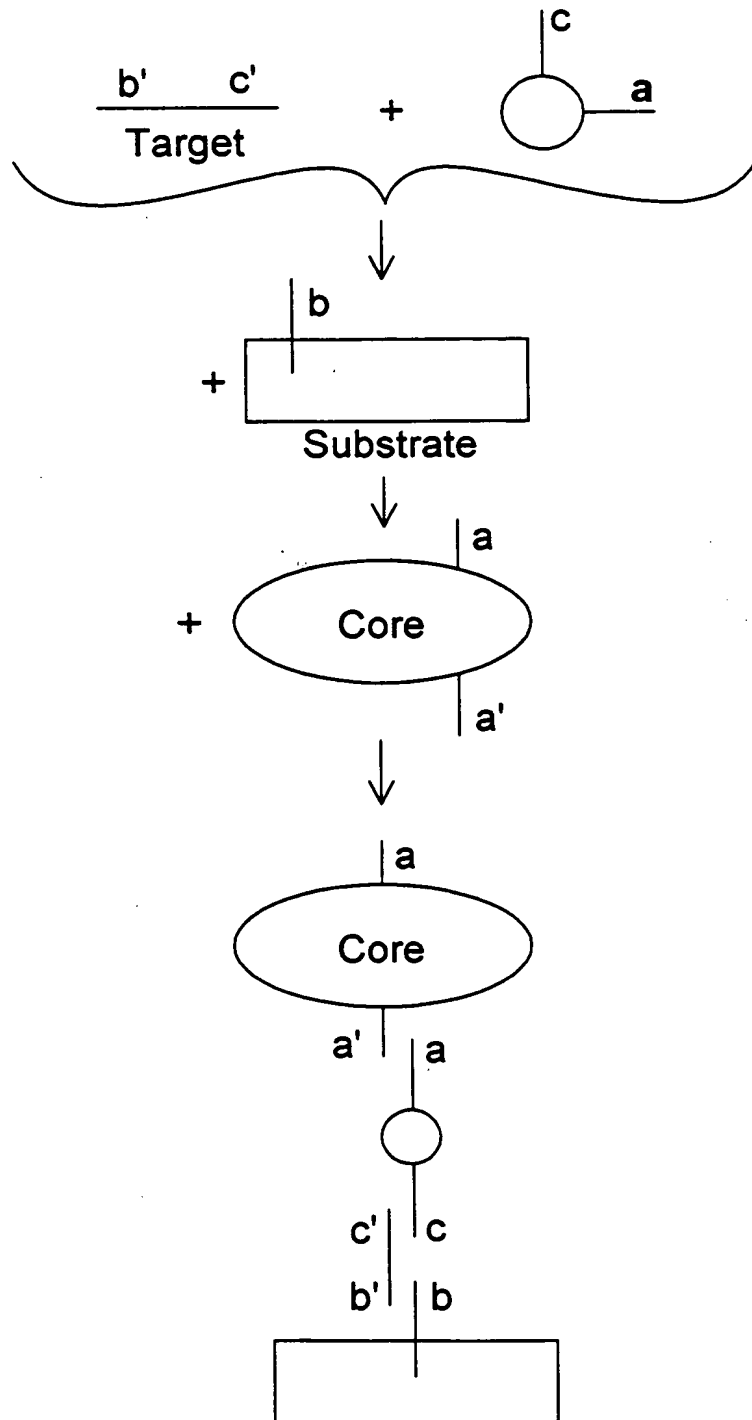 c
b' c' + a
Target
b
+
Substrate
a
+ Core
a'
a
Core
a' a
c' c
b' b